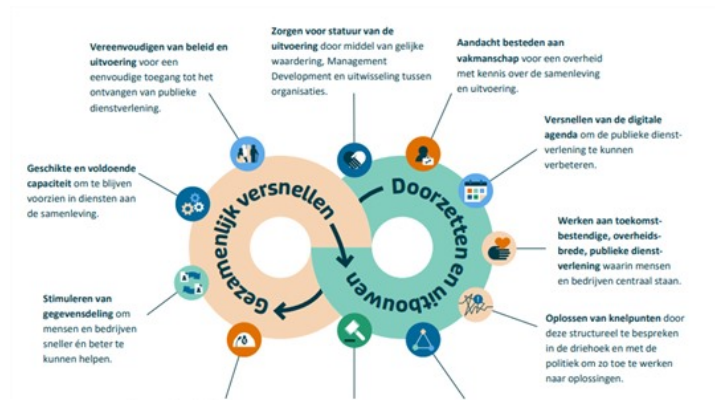 Vereenvoudigen van beleid en
uitvoering voor een
eenvoudige toegang tot het
ontvangen van publieke
dienstverlening.
Zorgen voor statuur van de
uitvoering door middel van gelijke
waardering, Management
Development en uitwisseling tussen
organisaties.
Aandacht besteden aan
vakmanschap voor een overheid
met kennis over de samenleving
en uitvoering.
Versnellen van de digitale
agenda om de publieke dienst-
verlening te kunnen
verbeteren.
Geschikte en voldoende
capaciteit om te blijven
voorzien in diensten aan
de samenleving.
Gezamenlijk versnellen
Doorzetten en uitbouwen
Werken aan toekomst-
bestendige, overheids-
brede, publieke dienst-
verlening waarin mensen
en bedrijven centraal staan.
Stimuleren van
gegevensdeling om
mensen en bedrijven
sneller én beter te
kunnen helpen.
Oplossen van knelpunten door
deze structureel te bespreken
in de driehoek en met de
politiek om zo toe te werken
naar oplossingen.